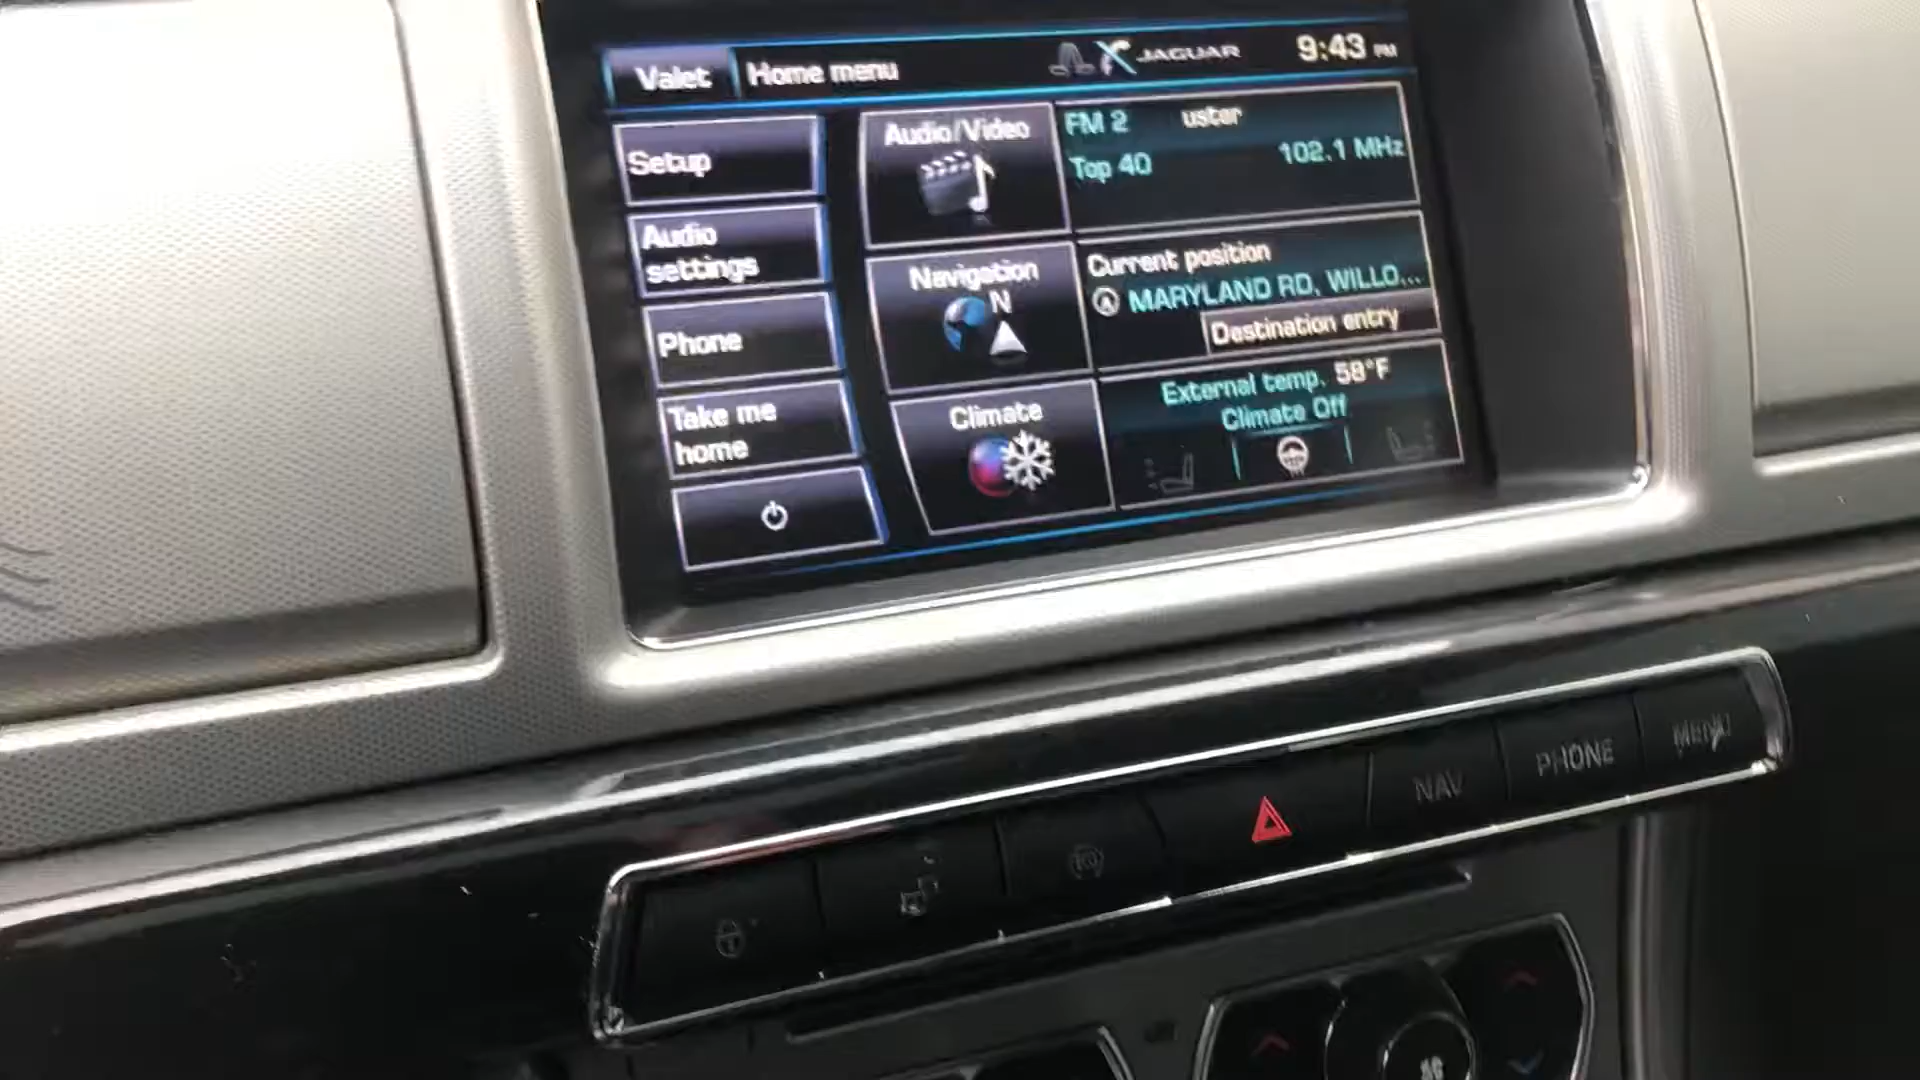 Valet
Home menu
JAGUAR
9:43 PM
Setup
Audio
settings
Phone
Take me
home
Audio/Video
FM 2
uster
Top 40
102.1 MHz
Navigation
N
Current position
MARYLAND RD, WILLO...
Destination entry
Climate
External temp. 58°F
Climate Off
NAV
PHONE
MENU